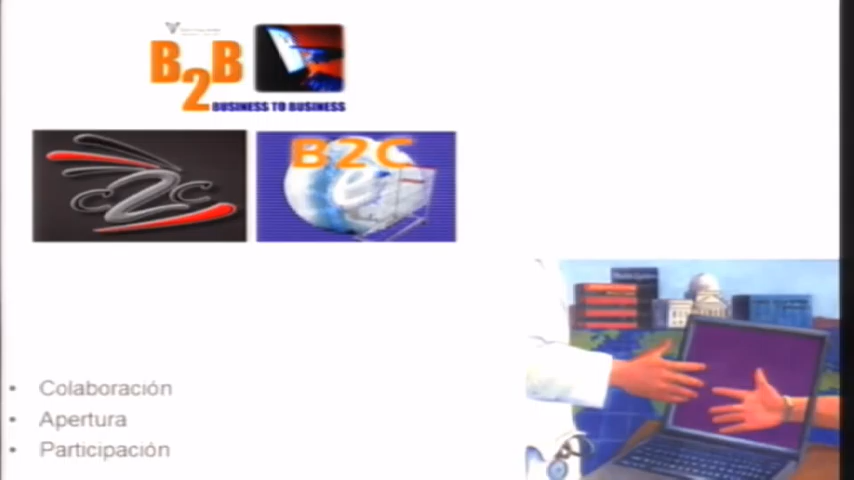 B2B
BUSINESS TO BUSINESS
C2C
B2C
e
• Colaboración
• Apertura
• Participación